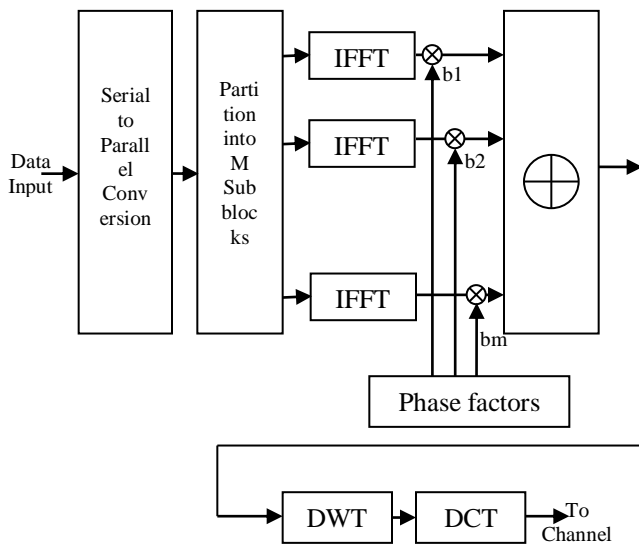 Data
Input
Serial
to
Parall
el
Conv
ersion
Parti
tion
into
M
Sub
bloc
ks
IFFT
b1
IFFT
b2
IFFT
bm
Phase factors
DWT
DCT
To
Channel